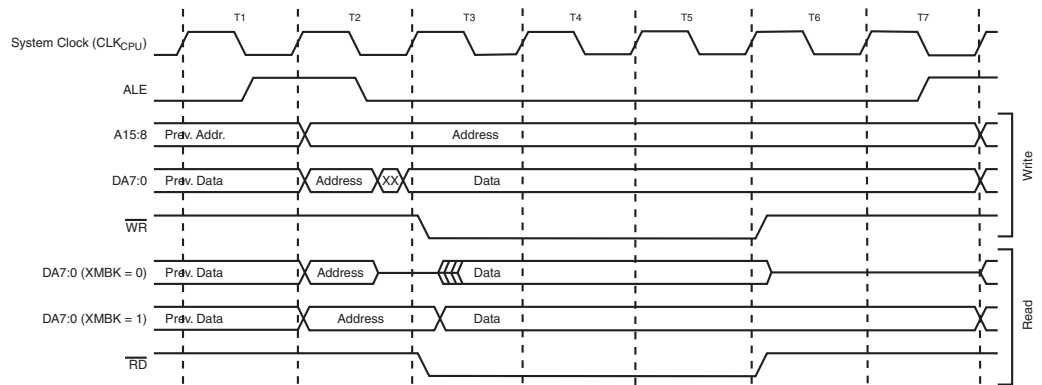 T1 T2 T3 T4 T5 T6 T7
System Clock (CLKCPU)
ALE
A15:8 Prev. Addr. Address
DA7:0 Prev. Data Address XX Data
WR
Write
DA7:0 (XMBK = 0) Prev. Data Address Data
DA7:0 (XMBK = 1) Prev. Data Address Data
RD
Read